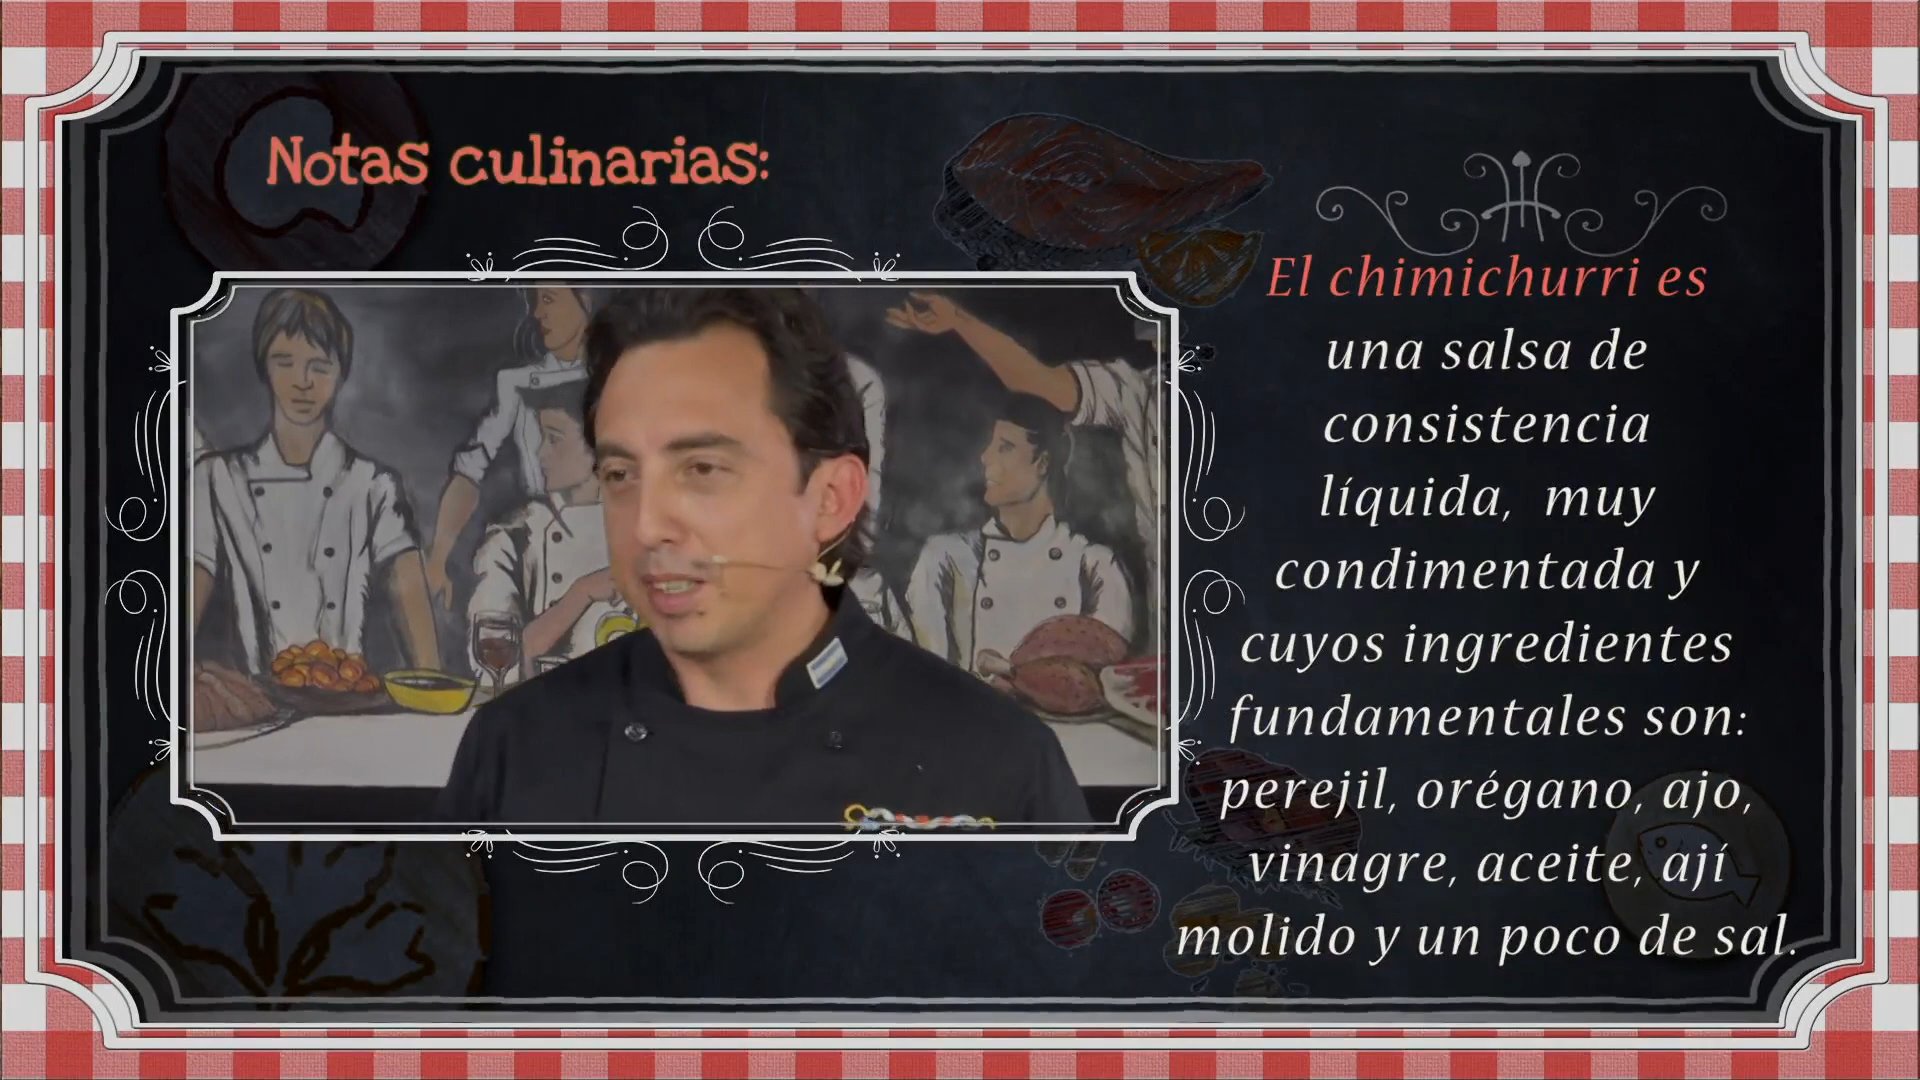 Notas culinarias:
El chimichurri es
una salsa de
consistencia
líquida, muy
condimentada y
cuyos ingredientes
fundamentales son:
perejil, orégano, ajo,
vinagre, aceite, ají
molido y un poco de sal.